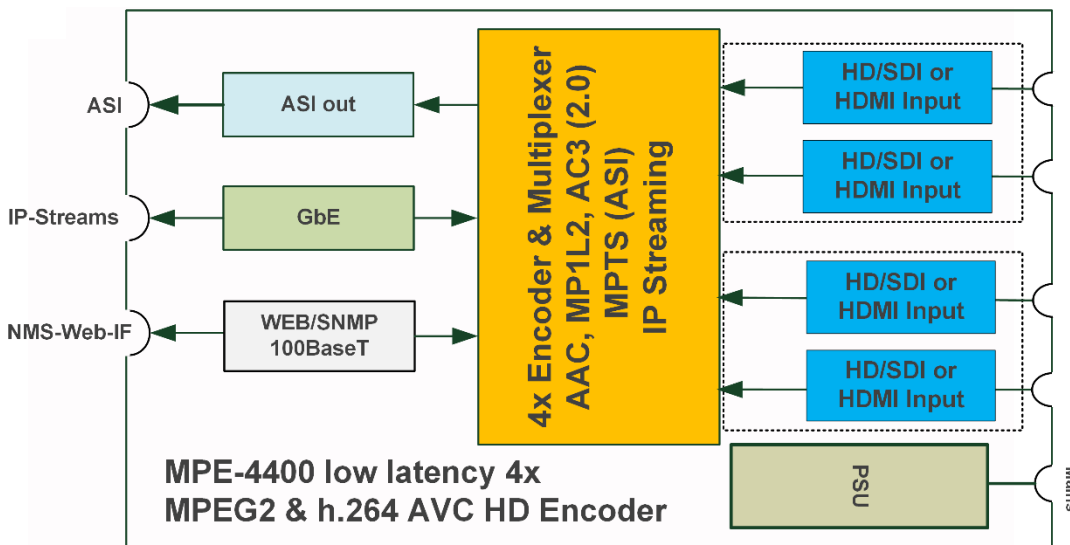 ASI
ASI out
IP-Streams
GbE
NMS-Web-IF
WEB/SNMP
100BaseT
4x Encoder & Multiplexer
AAC, MP1L2, AC3 (2.0)
MPTS (ASI)
IP Streaming
HD/SDI or
HDMI Input
HD/SDI or
HDMI Input
HD/SDI or
HDMI Input
HD/SDI or
HDMI Input
PSU
MPE-4400 low latency 4x
MPEG2 & h.264 AVC HD Encoder